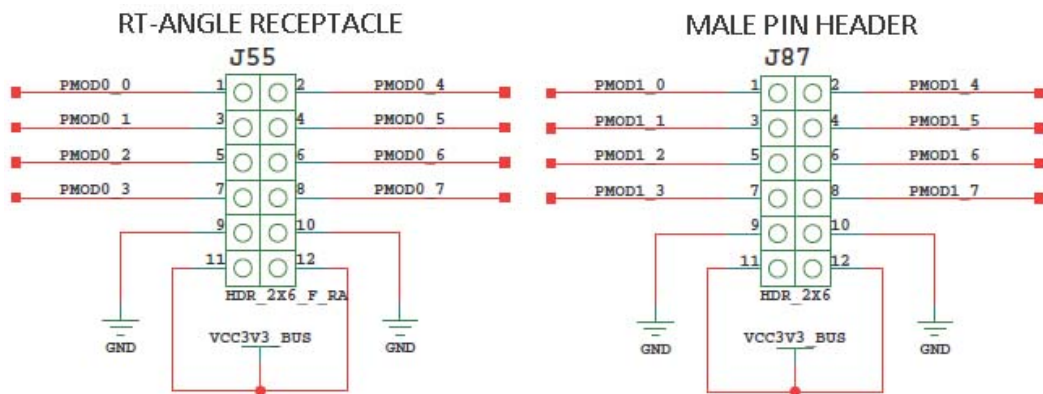 RT-ANGLE RECEPTACLE
J55
PMOD0_0 1 2 PMOD0_4
PMOD0_1 3 4 PMOD0_5
PMOD0_2 5 6 PMOD0_6
PMOD0_3 7 8 PMOD0_7
9 10
11 12
HDR_2X6_F_RA
VCC3V3_BUS
GND GND
MALE PIN HEADER
J87
PMOD1_0 1 2 PMOD1_4
PMOD1_1 3 4 PMOD1_5
PMOD1_2 5 6 PMOD1_6
PMOD1_3 7 8 PMOD1_7
9 10
11 12
HDR_2X6
VCC3V3_BUS
GND GND